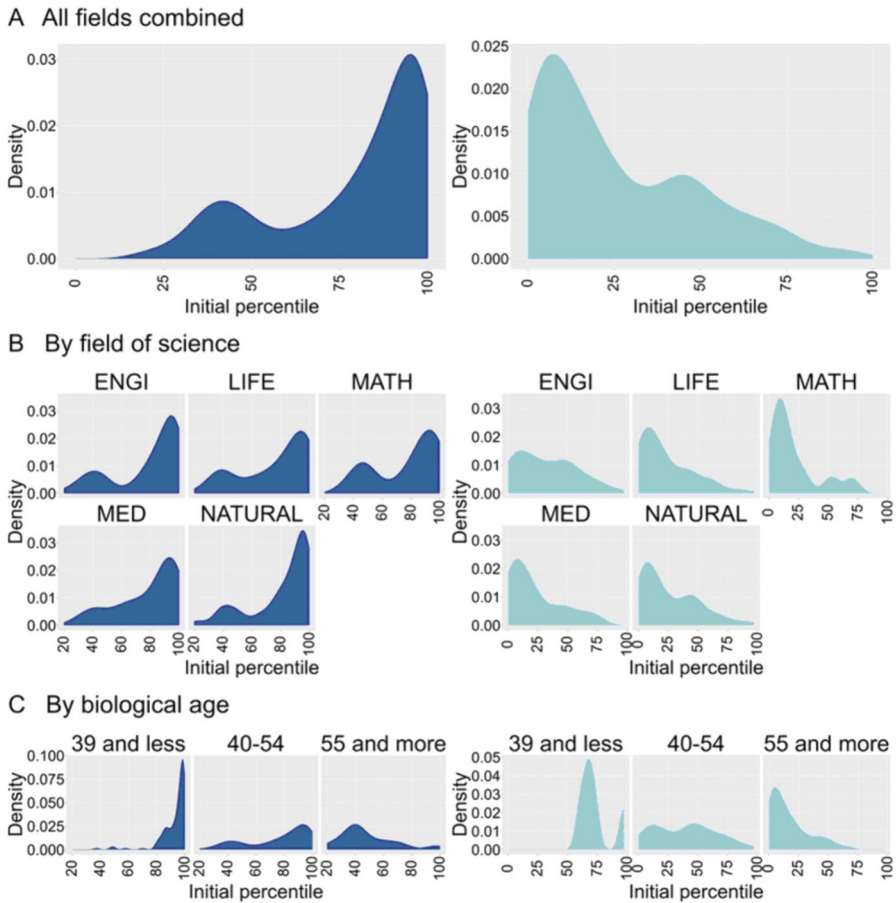 A All fields combined
0.03
0.02
0.01
0.00
Density
0
25
50
75
100
Initial percentile
0.025
0.020
0.015
0.010
0.005
0.000
Density
0
25
50
75
100
Initial percentile
B By field of science
ENGI LIFE MATH
0.03
0.02
0.01
0.00
Density
MED NATURAL
0.03
0.02
0.01
0.00
20 40 60 80 100
20 40 60 80 100
20 40 60 80 100
Initial percentile
ENGI LIFE MATH
0.03
0.02
0.01
0.00
Density
MED NATURAL
0.03
0.02
0.01
0.00
0 25 50 75 100
0 25 50 75 100
0 25 50 75 100
Initial percentile
C By biological age
39 and less 40-54 55 and more
0.100
0.075
0.050
0.025
0.000
Density
20 40 60 80 100
20 40 60 80 100
20 40 60 80 100
Initial percentile
39 and less 40-54 55 and more
0.05
0.04
0.03
0.02
0.01
0.00
Density
0 25 50 75 100
0 25 50 75 100
0 25 50 75 100
Initial percentile